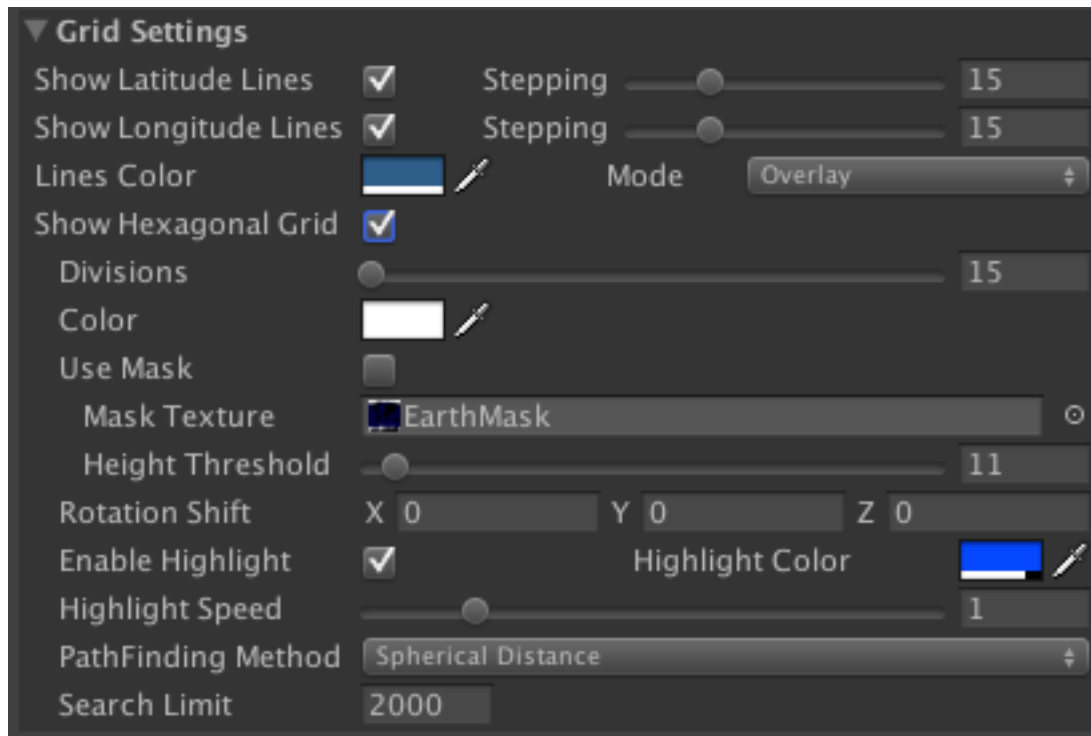 Grid Settings
Show Latitude Lines Stepping 15
Show Longitude Lines Stepping 15
Lines Color Mode Overlay
Show Hexagonal Grid
Divisions 15
Color
Use Mask
Mask Texture EarthMask
Height Threshold 11
Rotation Shift X 0 Y 0 Z 0
Enable Highlight Highlight Color
Highlight Speed 1
PathFinding Method Spherical Distance
Search Limit 2000